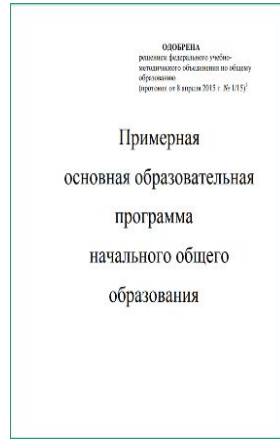 ОДОБРЕНА
решением федерального учебно-
методического объединения по общему
образованию
(протокол от 8 апреля 2015 г. № 1/15)
Примерная
основная образовательная
программа
начального общего
образования